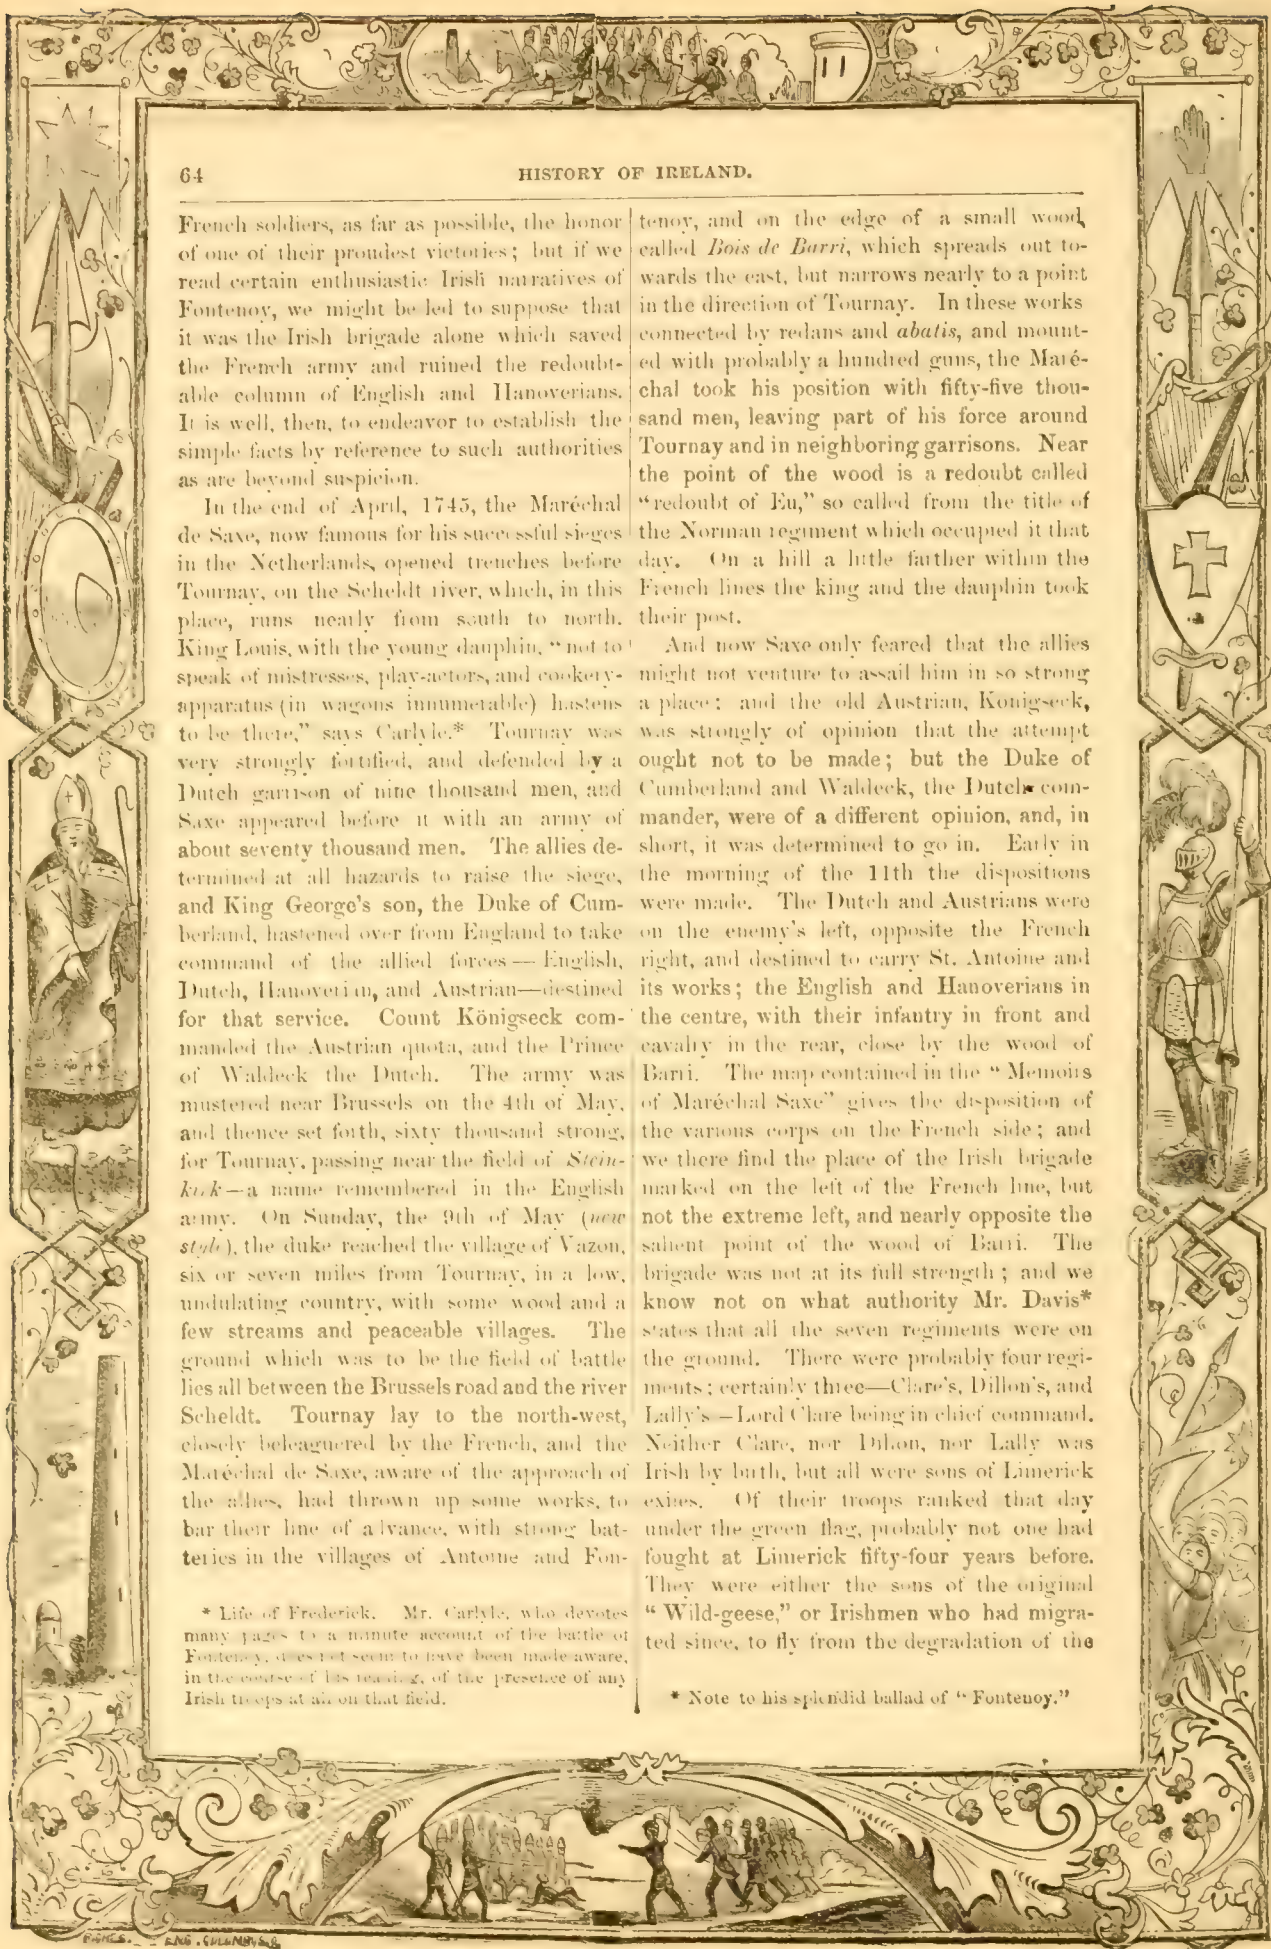 64
HISTORY OF IRELAND.
French soldiers, as far as possible, the honor
of one of their proudest victories; but if we
read certain enthusiastic Irish narratives of
Fontenoy, we might be led to suppose that
it was the Irish brigade alone which saved
the French army and ruined the redoubt-
able column of English and Hanoverians.
It is well, then, to endeavor to establish the
simple facts by reference to such authorities
as are beyond suspicion.
In the end of April, 1745, the Maréchal
de Saxe, now famous for his successful sieges
in the Netherlands, opened trenches before
Tournay, on the Scheldt river, which, in this
place, runs nearly from south to north.
King Louis, with the young dauphin, "not to
speak of mistresses, play-actors, and cookery-
apparatus (in wagons innumerable) hastens
to be there," says Carlyle.* Tournay was
very strongly fortified, and defended by a
Dutch garrison of nine thousand men, and
Saxe appeared before it with an army of
about seventy thousand men. The allies de-
termined at all hazards to raise the siege,
and King George's son, the Duke of Cum-
berland, hastened over from England to take
command of the allied forces — English,
Dutch, Hanoverian, and Austrian—destined
for that service. Count Königseck com-
manded the Austrian quota, and the Prince
of Waldeck the Dutch. The army was
mustered near Brussels on the 4th of May,
and thence set forth, sixty thousand strong,
for Tournay, passing near the field of Stein-
kirk—a name remembered in the English
army. On Sunday, the 9th of May (new
style), the duke reached the village of Vazon,
six or seven miles from Tournay, in a low,
undulating country, with some wood and a
few streams and peaceable villages. The
ground which was to be the field of battle
lies all between the Brussels road and the river
Scheldt. Tournay lay to the north-west,
closely beleaguered by the French, and the
Maréchal de Saxe, aware of the approach of
the allies, had thrown up some works, to
bar their line of advance, with strong bat-
teries in the villages of Antoine and Fon-
* Life of Frederick. Mr. Carlyle, who devotes
many pages to a minute account of the battle of
Fontenoy, does not seem to have been made aware,
in the course of his reading, of the presence of any
Irish troops at all on that field.
tenoy, and on the edge of a small wood,
called Bois de Barri, which spreads out to-
wards the east, but narrows nearly to a point
in the direction of Tournay. In these works
connected by redans and abatis, and mount-
ed with probably a hundred guns, the Maré-
chal took his position with fifty-five thou-
sand men, leaving part of his force around
Tournay and in neighboring garrisons. Near
the point of the wood is a redoubt called
"redoubt of Eu," so called from the title of
the Norman regiment which occupied it that
day. On a hill a little farther within the
French lines the king and the dauphin took
their post.
And now Saxe only feared that the allies
might not venture to assail him in so strong
a place; and the old Austrian, Konigseck,
was strongly of opinion that the attempt
ought not to be made; but the Duke of
Cumberland and Waldeck, the Dutch com-
mander, were of a different opinion, and, in
short, it was determined to go in. Early in
the morning of the 11th the dispositions
were made. The Dutch and Austrians were
on the enemy's left, opposite the French
right, and destined to carry St. Antoine and
its works; the English and Hanoverians in
the centre, with their infantry in front and
cavalry in the rear, close by the wood of
Barri. The map contained in the "Memoirs
of Maréchal Saxe" gives the disposition of
the various corps on the French side; and
we there find the place of the Irish brigade
marked on the left of the French line, but
not the extreme left, and nearly opposite the
salient point of the wood of Barri. The
brigade was not at its full strength; and we
know not on what authority Mr. Davis*
states that all the seven regiments were on
the ground. There were probably four regi-
ments; certainly three—Clare's, Dillon's, and
Lally's—Lord Clare being in chief command.
Neither Clare, nor Dillon, nor Lally was
Irish by birth, but all were sons of Limerick
exiles. Of their troops ranked that day
under the green flag, probably not one had
fought at Limerick fifty-four years before.
They were either the sons of the original
"Wild-geese," or Irishmen who had migra-
ted since, to fly from the degradation of the
* Note to his splendid ballad of "Fontenoy."